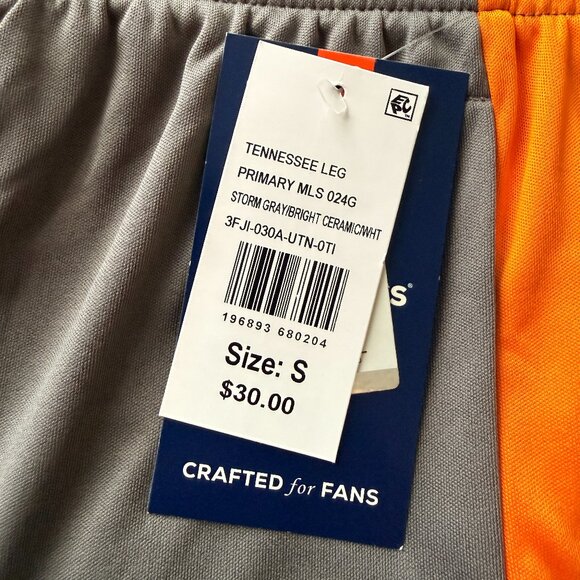 TENNESSEE LEG
PRIMARY MLS 024G
STORM GRAY/BRIGHT CERAMIC/WHT
3FJI-030A-UTN-0TI
196893 680204
Size: S
$30.00
CRAFTED for FANS